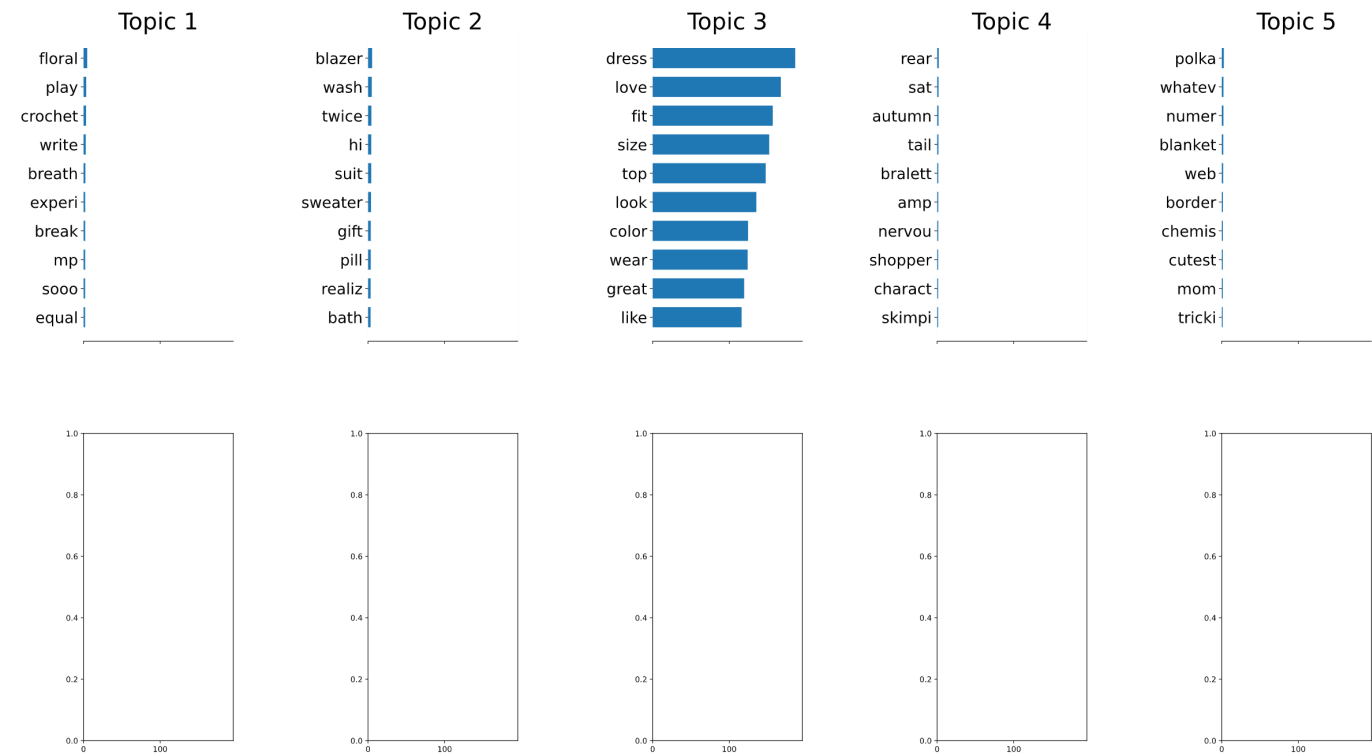 Topic 1
floral
play
crochet
write
breath
experi
break
mp
sooo
equal
Topic 2
blazer
wash
twice
hi
suit
sweater
gift
pill
realiz
bath
Topic 3
dress
love
fit
size
top
look
color
wear
great
like
Topic 4
rear
sat
autumn
tail
bralett
amp
nervou
shopper
charact
skimpi
Topic 5
polka
whatev
numer
blanket
web
border
chemis
cutest
mom
tricki
1.0
0.8
0.6
0.4
0.2
0.0
0 100
1.0
0.8
0.6
0.4
0.2
0.0
0 100
1.0
0.8
0.6
0.4
0.2
0.0
0 100
1.0
0.8
0.6
0.4
0.2
0.0
0 100
1.0
0.8
0.6
0.4
0.2
0.0
0 100